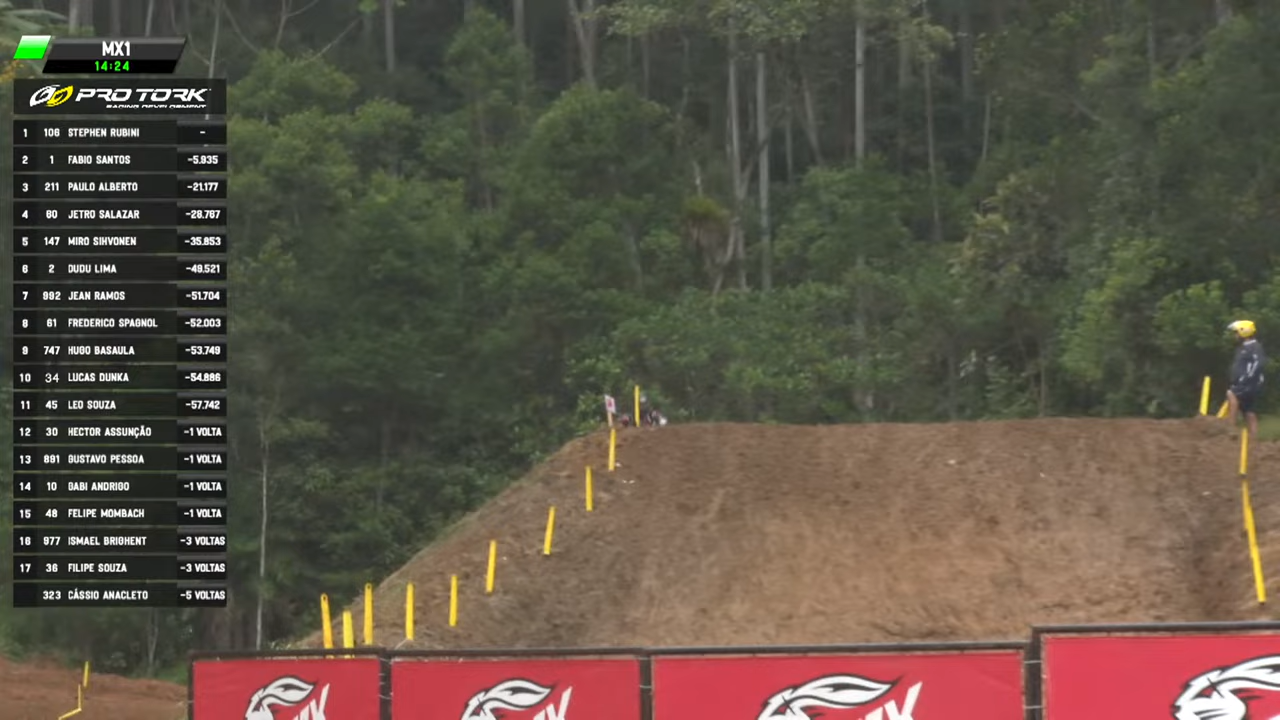 MX1
14:24
PRO TORK
RACING DEVELOPMENT
1 106 STEPHEN RUBINI -
2 1 FABIO SANTOS -5.935
3 211 PAULO ALBERTO -21.177
4 80 JETRO SALAZAR -28.767
5 147 MIRO SIHVONEN -35.853
6 2 DUDU LIMA -49.521
7 992 JEAN RAMOS -51.704
8 61 FREDERICO SPAGNOL -52.003
9 747 HUGO BASAULA -53.749
10 34 LUCAS DUNKA -54.886
11 45 LEO SOUZA -57.742
12 30 HECTOR ASSUNÇÃO -1 VOLTA
13 891 GUSTAVO PESSOA -1 VOLTA
14 10 GABI ANDRIGO -1 VOLTA
15 48 FELIPE MOMBACH -1 VOLTA
16 977 ISMAEL BRIGHENT -3 VOLTAS
17 36 FILIPE SOUZA -3 VOLTAS
323 CÁSSIO ANACLETO -5 VOLTAS